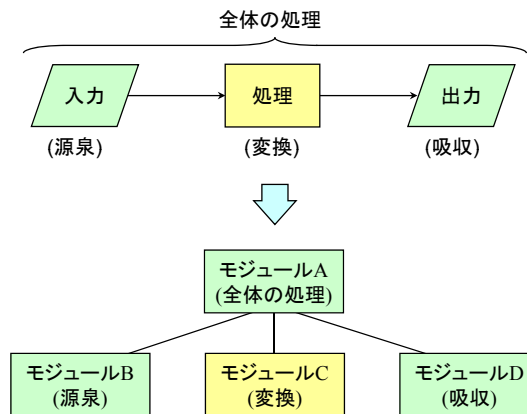 全体の処理
入力
処理
出力
(源泉)
(変換)
(吸収)
モジュールA
(全体の処理)
モジュールB
(源泉)
モジュールC
(変換)
モジュールD
(吸収)